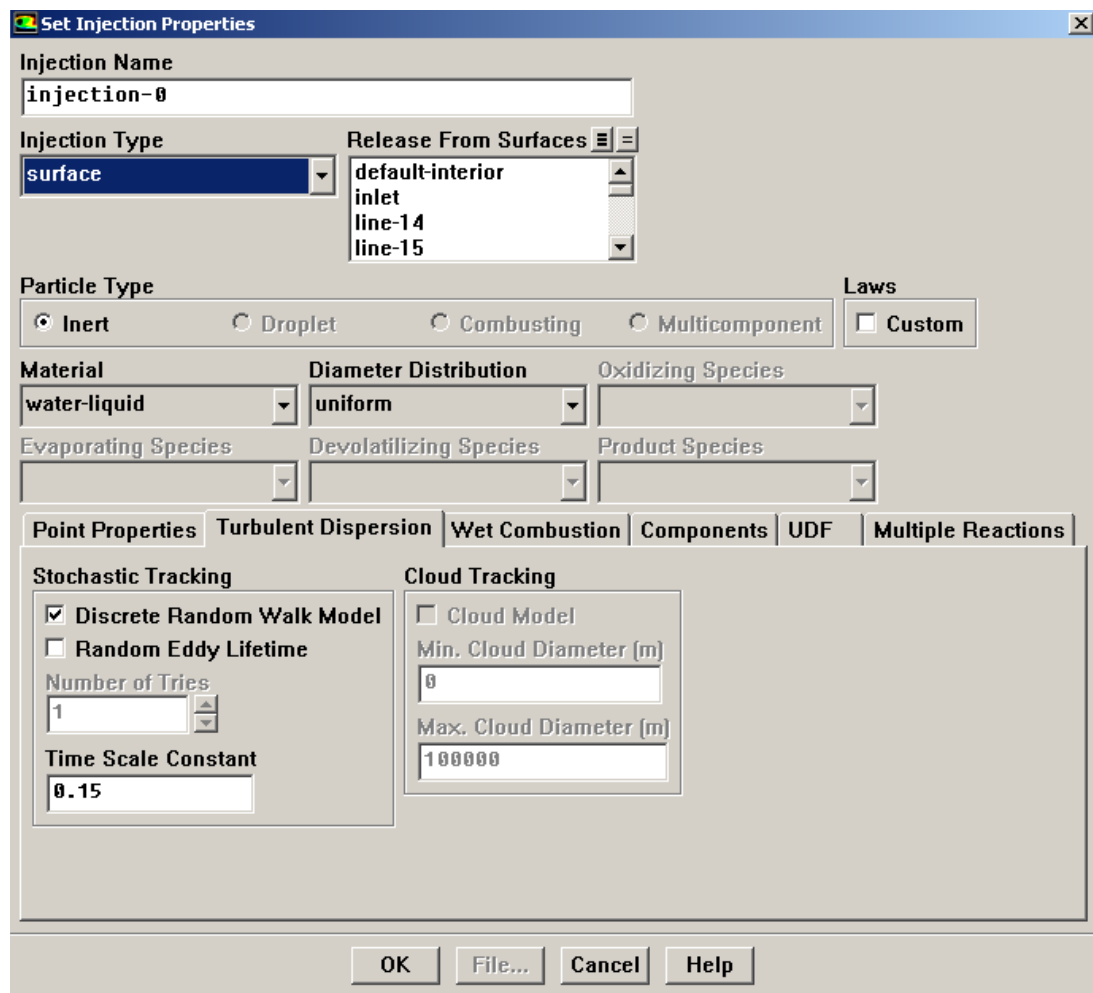 Set Injection Properties
Injection Name
injection-0
Injection Type
Release From Surfaces
surface
default-interior
inlet
line-14
line-15
Particle Type
Laws
Inert Droplet Combusting Multicomponent
Custom
Material Diameter Distribution Oxidizing Species
water-liquid uniform
Evaporating Species Devolatilizing Species Product Species
Point Properties Turbulent Dispersion Wet Combustion Components UDF Multiple Reactions
Stochastic Tracking
Discrete Random Walk Model
Random Eddy Lifetime
Number of Tries
1
Time Scale Constant
0.15
Cloud Tracking
Cloud Model
Min. Cloud Diameter (m)
0
Max. Cloud Diameter (m)
100000
OK File... Cancel Help